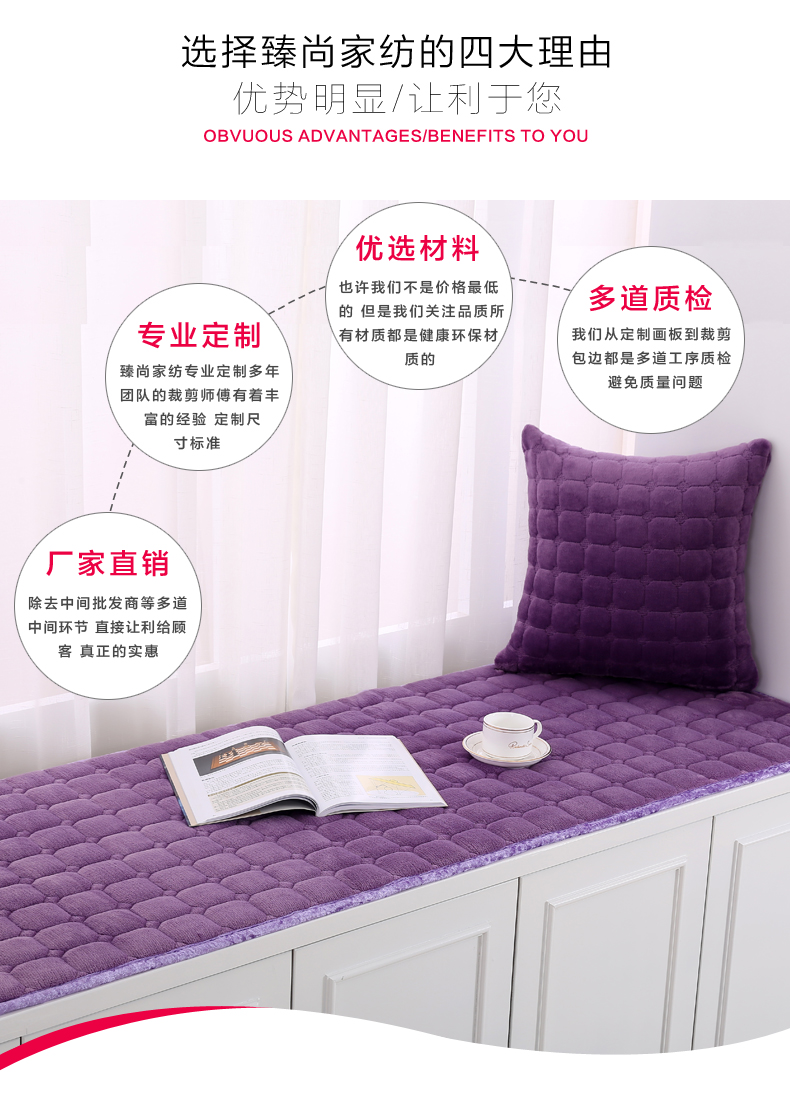 选择臻尚家纺的四大理由
优势明显/让利于您
OBVUOUS ADVANTAGES/BENEFITS TO YOU
优选材料
也许我们不是价格最低
的 但是我们关注品质所
有材质都是健康环保材
质的
多道质检
我们从定制画板到裁剪
包边都是多道工序质检
避免质量问题
专业定制
臻尚家纺专业定制多年
团队的裁剪师傅有着丰
富的经验 定制尺
寸标准
厂家直销
除去中间批发商等多道
中间环节 直接让利给顾
客 真正的实惠